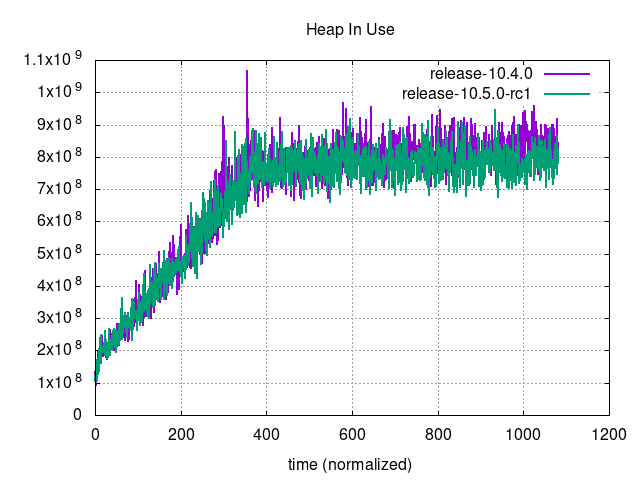 Heap In Use
1.1x10^9
1x10^9
9x10^8
8x10^8
7x10^8
6x10^8
5x10^8
4x10^8
3x10^8
2x10^8
1x10^8
0
release-10.4.0
release-10.5.0-rc1
0 200 400 600 800 1000 1200
time (normalized)